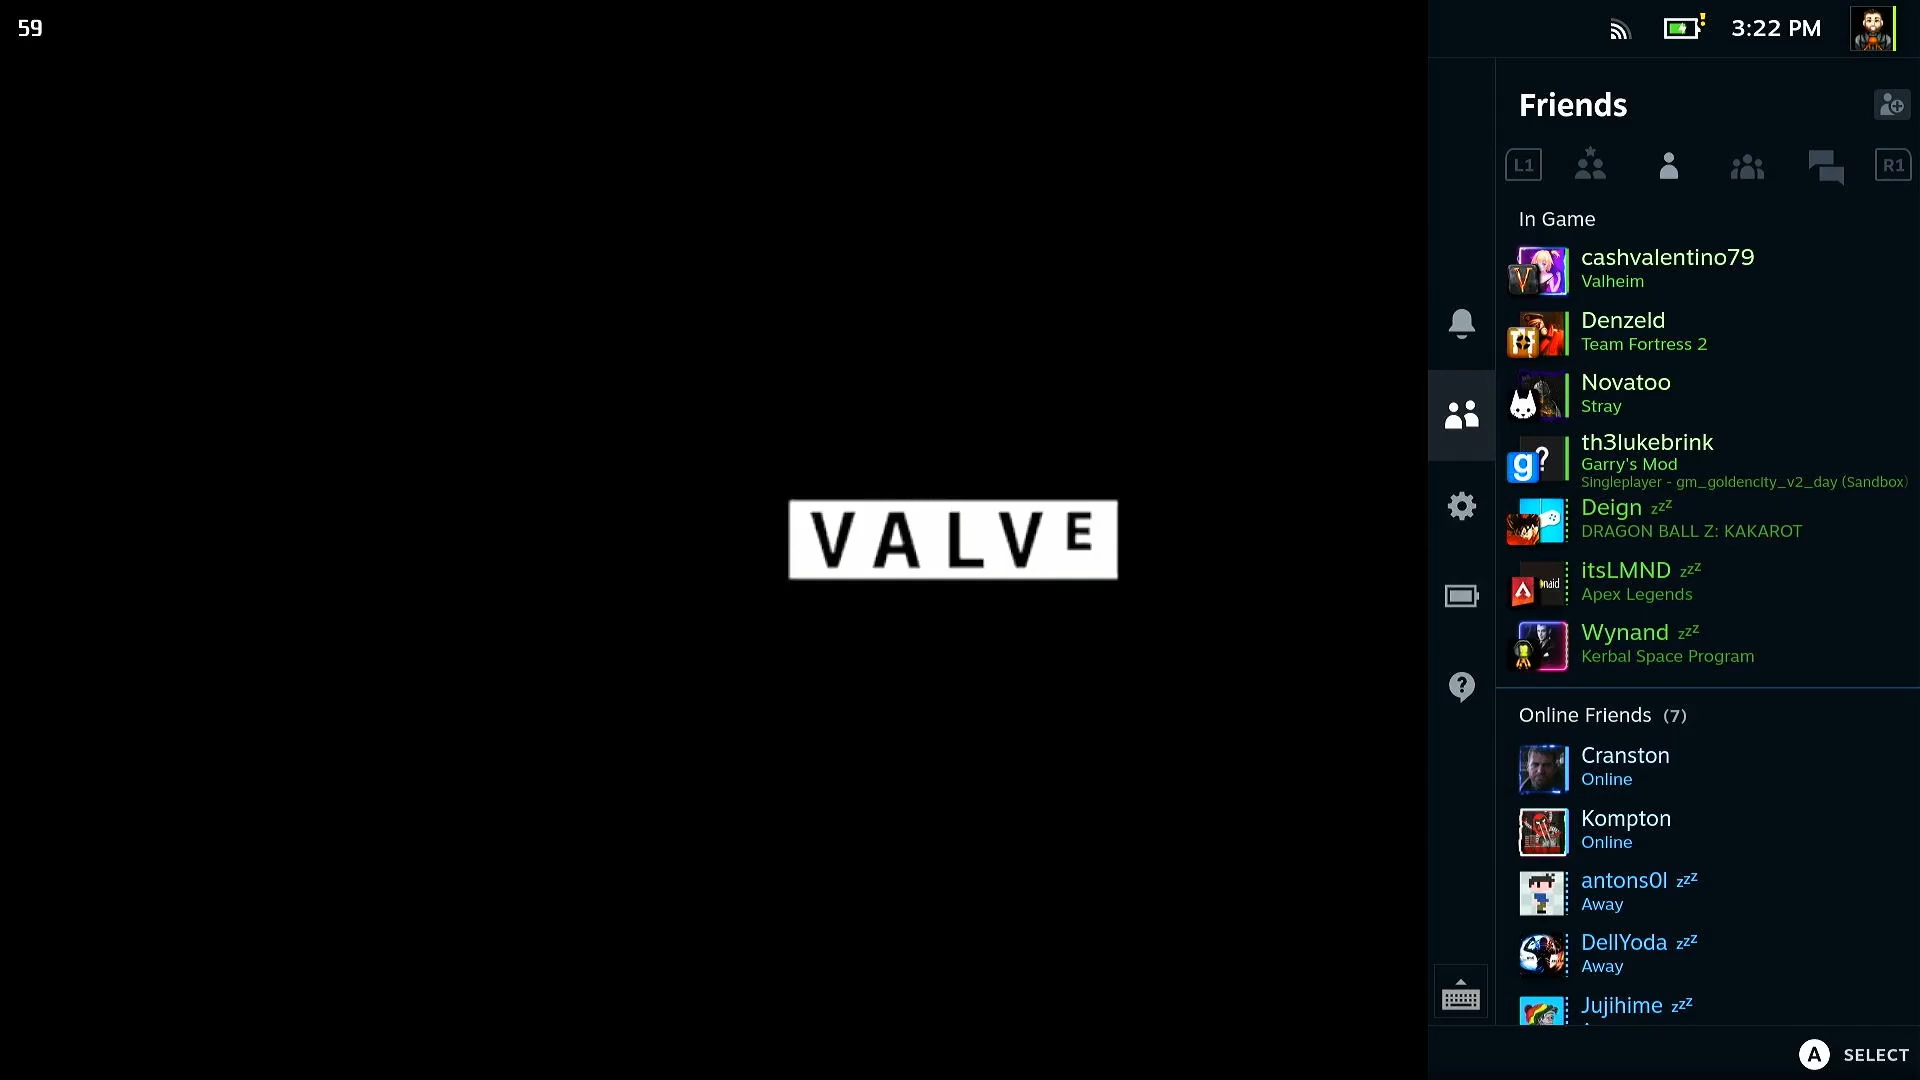 59
3:22 PM
Friends
L1
R1
In Game
cashvalentino79
Valheim
Denzeld
Team Fortress 2
Novatoo
Stray
th3lukebrink
Garry's Mod
Singleplayer - gm_goldencity_v2_day (Sandbox)
Deign zzz
DRAGON BALL Z: KAKAROT
itsLMND zzz
Apex Legends
Wynand zzz
Kerbal Space Program
VALVE
Online Friends (7)
Cranston
Online
Kompton
Online
antons0l zzz
Away
DellYoda zzz
Away
Jujihime zzz
A SELECT